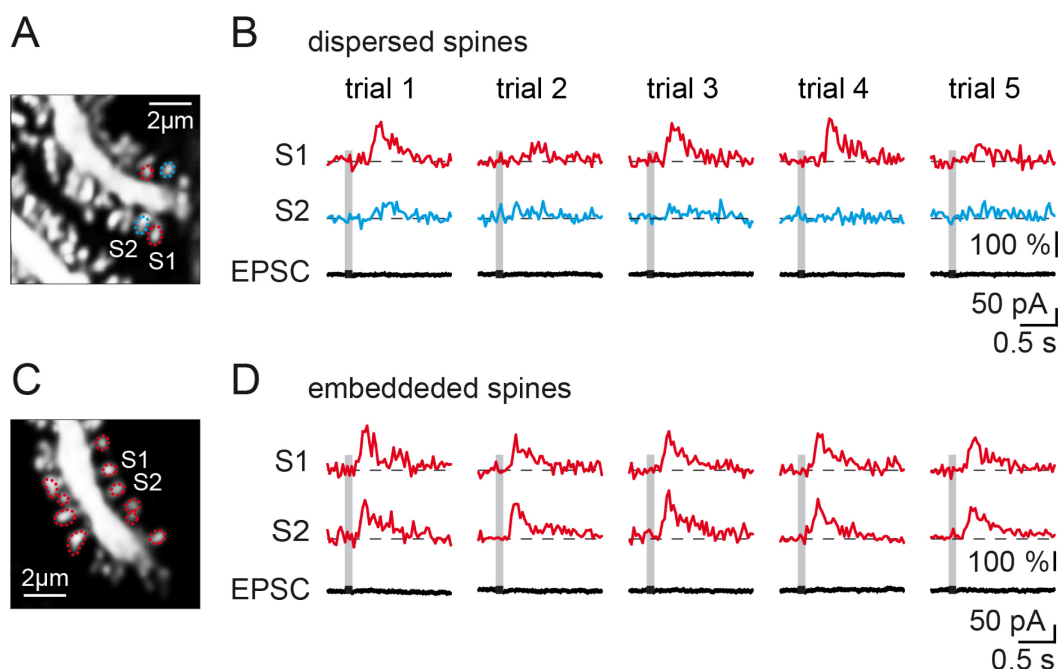 A
2µm
S2
S1
B
dispersed spines
trial 1 trial 2 trial 3 trial 4 trial 5
S1
S2
100 %
EPSC
50 pA
0.5 s
C
S1
S2
2µm
D
embeddeded spines
S1
S2
100 %
EPSC
50 pA
0.5 s